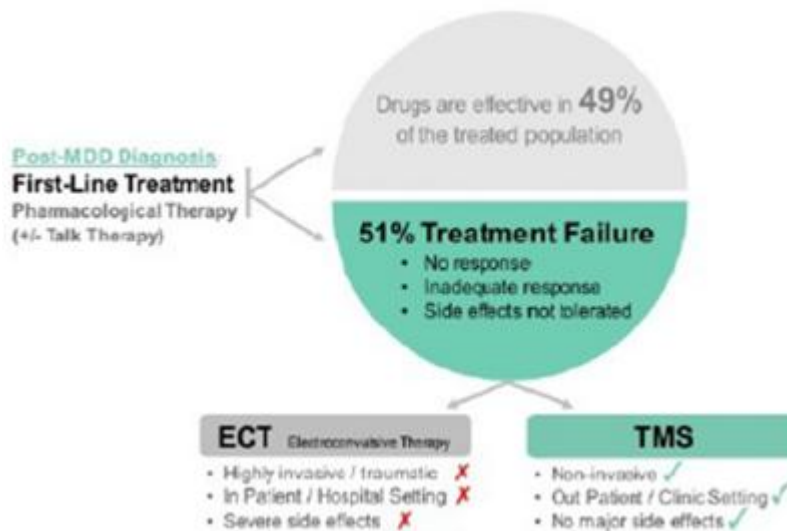 Drugs are effective in 49%
of the treated population
Post-MDD Diagnosis:
First-Line Treatment
Pharmacological Therapy
(+/- Talk Therapy)
51% Treatment Failure
• No response
• Inadequate response
• Side effects not tolerated
ECT Electroconvulsive Therapy
• Highly invasive / traumatic ✗
• In Patient / Hospital Setting ✗
• Severe side effects ✗
TMS
• Non-invasive ✓
• Out Patient / Clinic Setting ✓
• No major side effects ✓